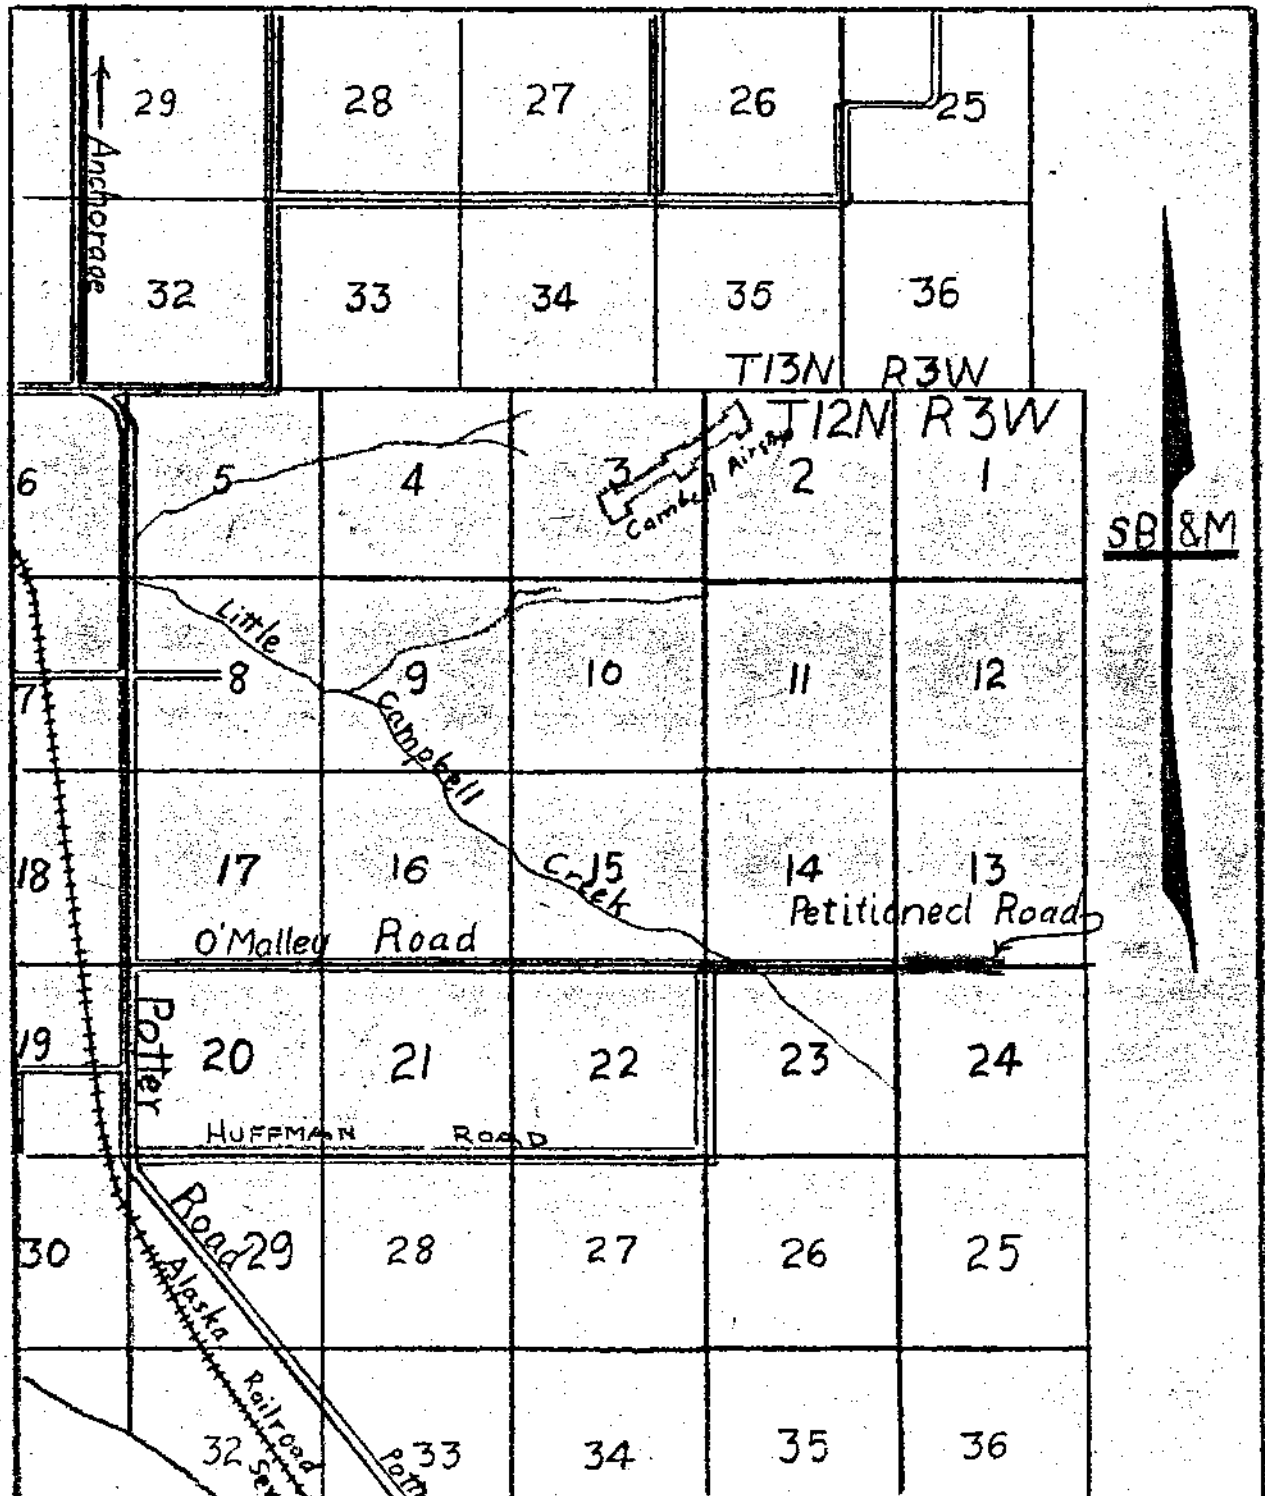 29 28 27 26 25
Anchorage
32 33 34 35 36
T13N R3W
T12N R3W
6 5 4 3 2 1
Campbell Airstrip
SB&M
Little
7 8 9 10 11 12
Campbell
18 17 16 15 14 13
Creek
Petitioned Road
O'Malley Road
19 20 21 22 23 24
Potter
HUFFMAN ROAD
Road
30 29 28 27 26 25
Alaska
Railroad
32 33 34 35 36